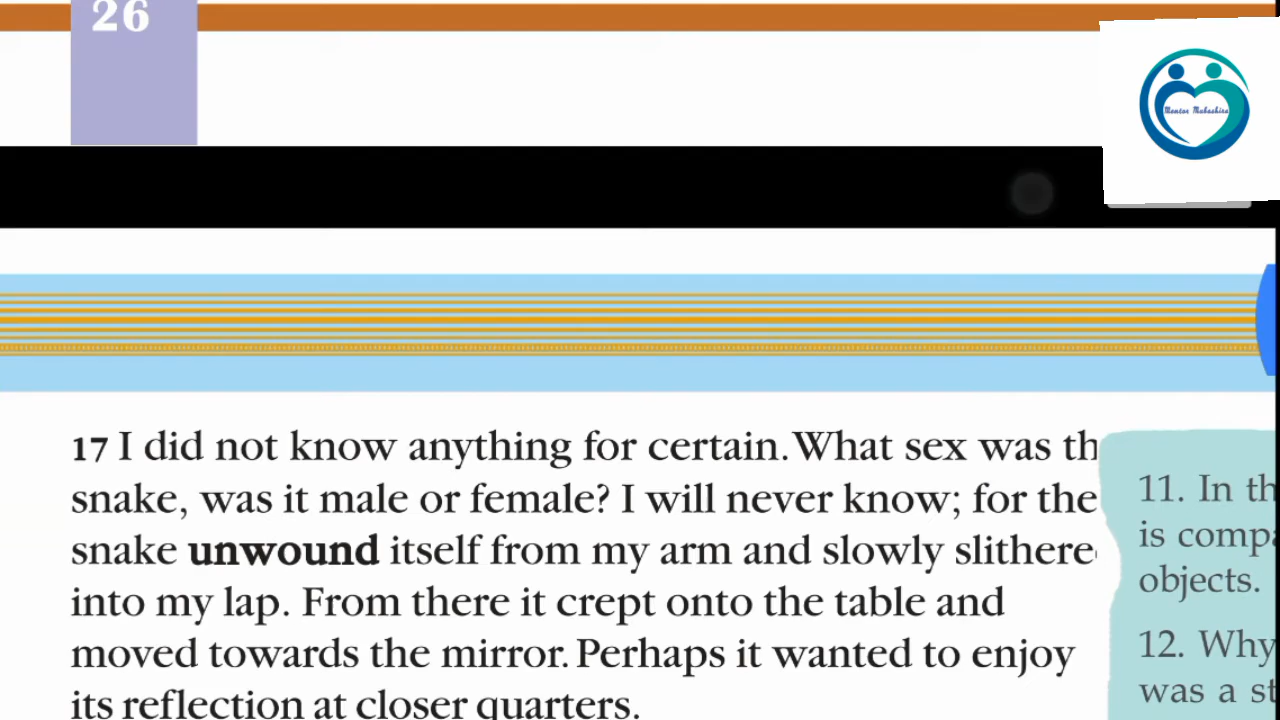 26
Mentor Mubashira
17 I did not know anything for certain. What sex was th
snake, was it male or female? I will never know; for the
snake unwound itself from my arm and slowly slithere
into my lap. From there it crept onto the table and
moved towards the mirror. Perhaps it wanted to enjoy
its reflection at closer quarters.
11. In th
is compa
objects.
12. Why
was a st